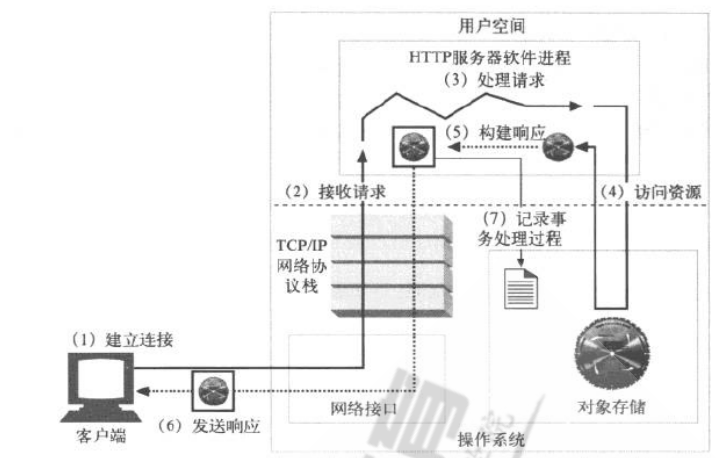 用户空间
HTTP服务器软件进程
（3）处理请求
（5）构建响应
（2）接收请求
（4）访问资源
（7）记录事
务处理过程
TCP/IP
网络协
议栈
（1）建立连接
网络接口
对象存储
（6）发送响应
客户端
操作系统